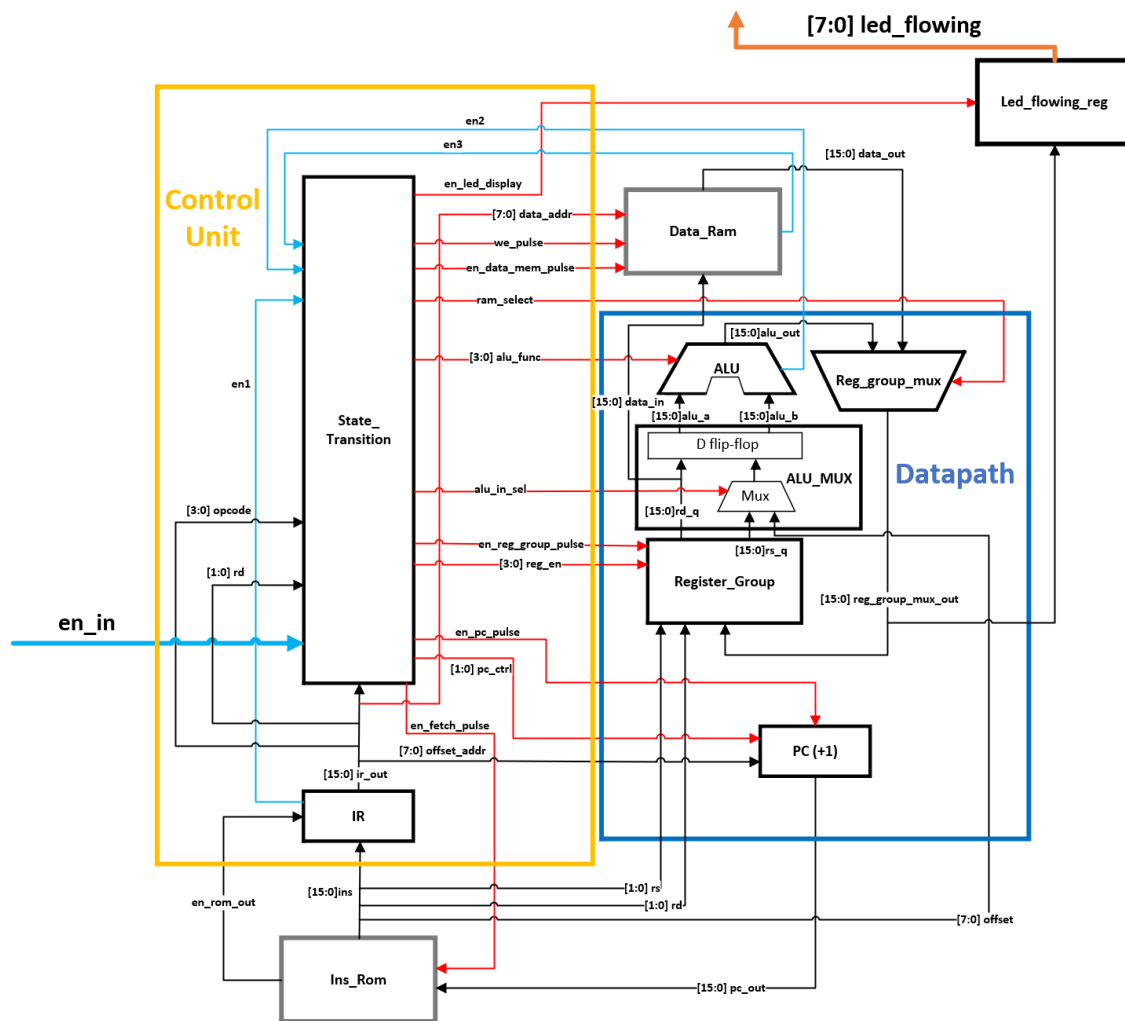 [7:0] led_flowing
Led_flowing_reg
en2
en3
[15:0] data_out
Control
Unit
en_led_display
[7:0] data_addr
Data_Ram
we_pulse
en_data_mem_pulse
ram_select
[15:0]alu_out
[3:0] alu_func
ALU
Reg_group_mux
en1
[15:0] data_in
[15:0]alu_a
[15:0]alu_b
State_
Transition
D flip-flop
ALU_MUX
Datapath
alu_in_sel
Mux
[3:0] opcode
[15:0]rd_q
en_reg_group_pulse
[15:0]rs_q
[3:0] reg_en
Register_Group
[1:0] rd
[15:0] reg_group_mux_out
en_in
en_pc_pulse
[1:0] pc_ctrl
en_fetch_pulse
[7:0] offset_addr
PC (+1)
[15:0] ir_out
IR
[15:0]ins
[1:0] rs
en_rom_out
[1:0] rd
[7:0] offset
Ins_Rom
[15:0] pc_out